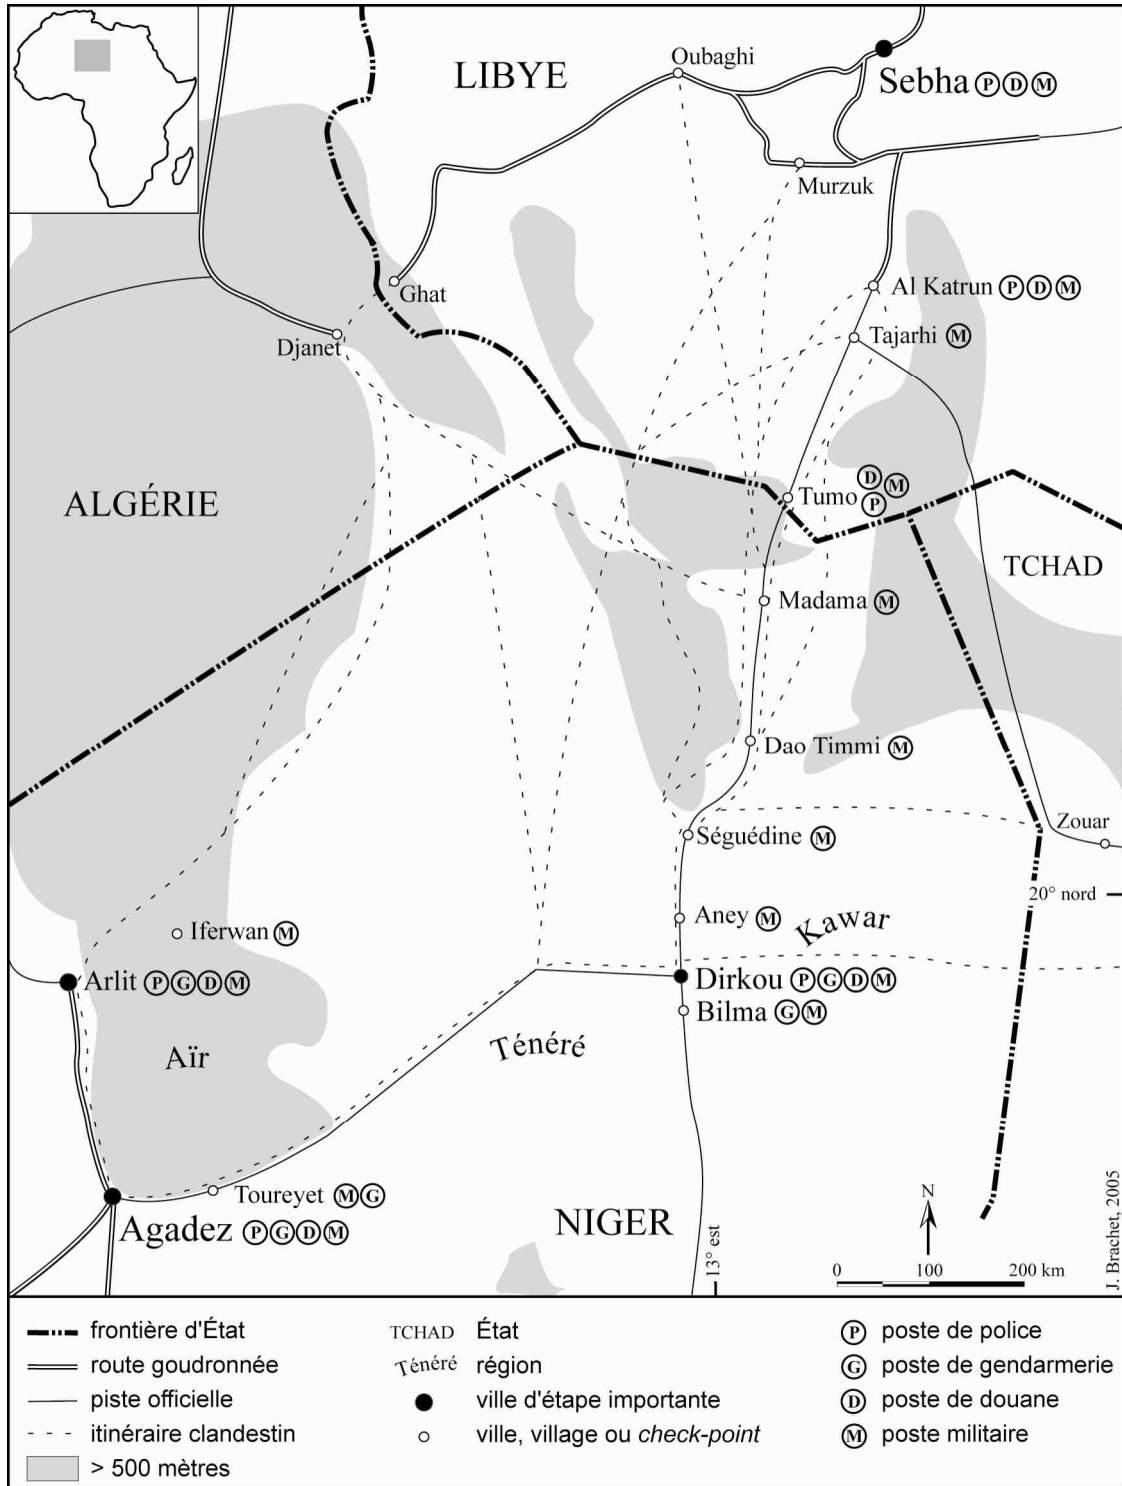 LIBYE
Oubaghi
Sebha P D M
Murzuk
Ghat
Al Katrun P D M
Djanet
Tajarhi M
ALGÉRIE
Tumo D M P
TCHAD
Madama M
Dao Timmi M
Séguédine M
Zouar
20° nord
Aney M
Kawar
Iferwan M
Arlit P G D M
Dirkou P G D M
Bilma G M
Ténéré
Aïr
Toureyet M G
Agadez P G D M
NIGER
13° est
N
0 100 200 km
J. Brachet, 2005
frontière d'État
route goudronnée
piste officielle
itinéraire clandestin
> 500 mètres
TCHAD État
Ténéré région
ville d'étape importante
ville, village ou check-point
P poste de police
G poste de gendarmerie
D poste de douane
M poste militaire